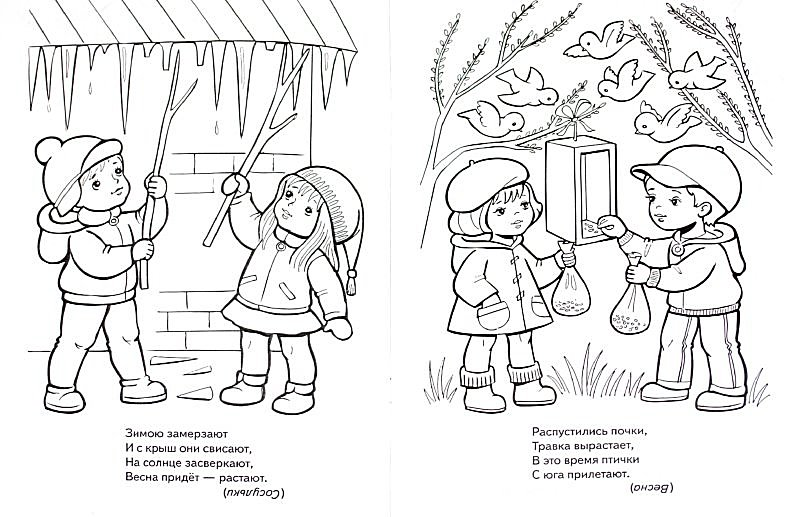 Зимою замерзают
И с крыш они свисают,
На солнце засверкают,
Весна придёт — растают.
(Сосульки)
Распустились почки,
Травка вырастает,
В это время птички
С юга прилетают.
(Весна)